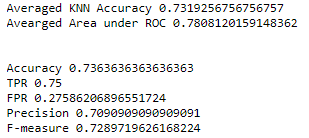 Averaged KNN Accuracy 0.7319256756756757
Avearged Area under ROC 0.7808120159148362
Accuracy 0.7363636363636363
TPR 0.75
FPR 0.27586206896551724
Precision 0.7090909090909091
F-measure 0.7289719626168224